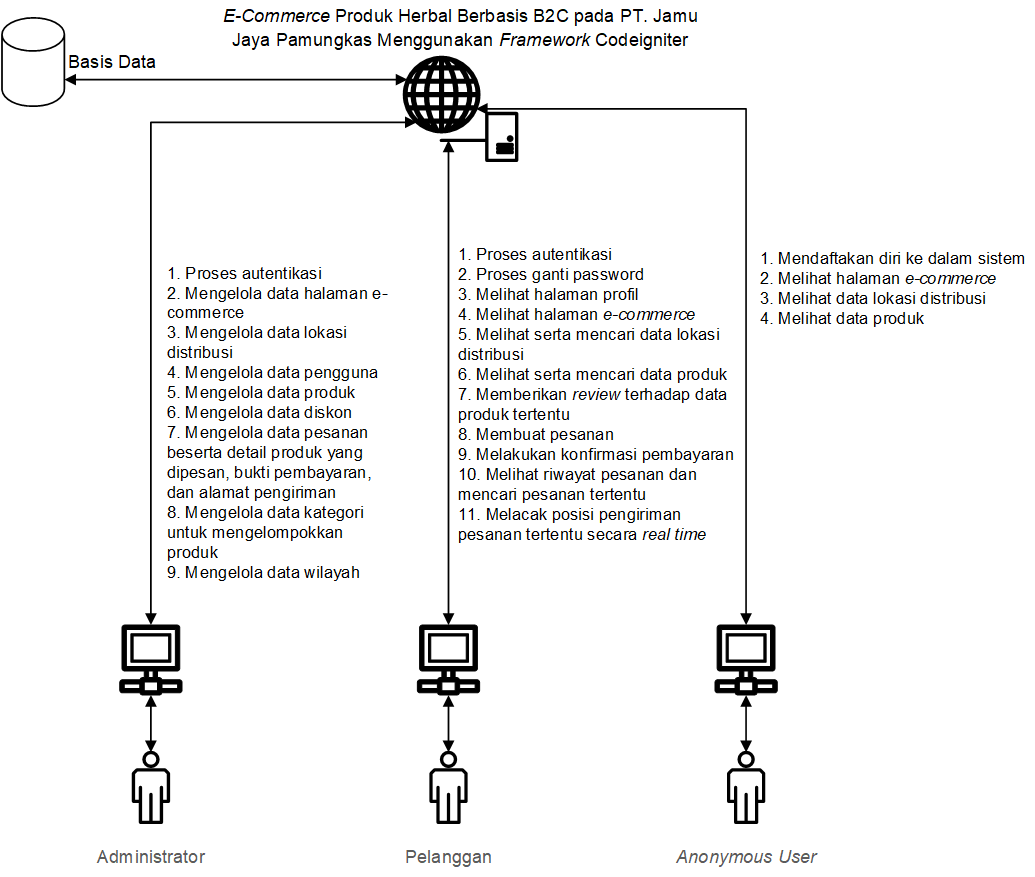 E-Commerce Produk Herbal Berbasis B2C pada PT. Jamu
Jaya Pamungkas Menggunakan Framework Codeigniter
Basis Data
1. Proses autentikasi
2. Mengelola data halaman e-
commerce
3. Mengelola data lokasi
distribusi
4. Mengelola data pengguna
5. Mengelola data produk
6. Mengelola data diskon
7. Mengelola data pesanan
beserta detail produk yang
dipesan, bukti pembayaran,
dan alamat pengiriman
8. Mengelola data kategori
untuk mengelompokkan
produk
9. Mengelola data wilayah
1. Proses autentikasi
2. Proses ganti password
3. Melihat halaman profil
4. Melihat halaman e-commerce
5. Melihat serta mencari data lokasi
distribusi
6. Melihat serta mencari data produk
7. Memberikan review terhadap data
produk tertentu
8. Membuat pesanan
9. Melakukan konfirmasi pembayaran
10. Melihat riwayat pesanan dan
mencari pesanan tertentu
11. Melacak posisi pengiriman
pesanan tertentu secara real time
1. Mendaftakan diri ke dalam sistem
2. Melihat halaman e-commerce
3. Melihat data lokasi distribusi
4. Melihat data produk
Administrator
Pelanggan
Anonymous User